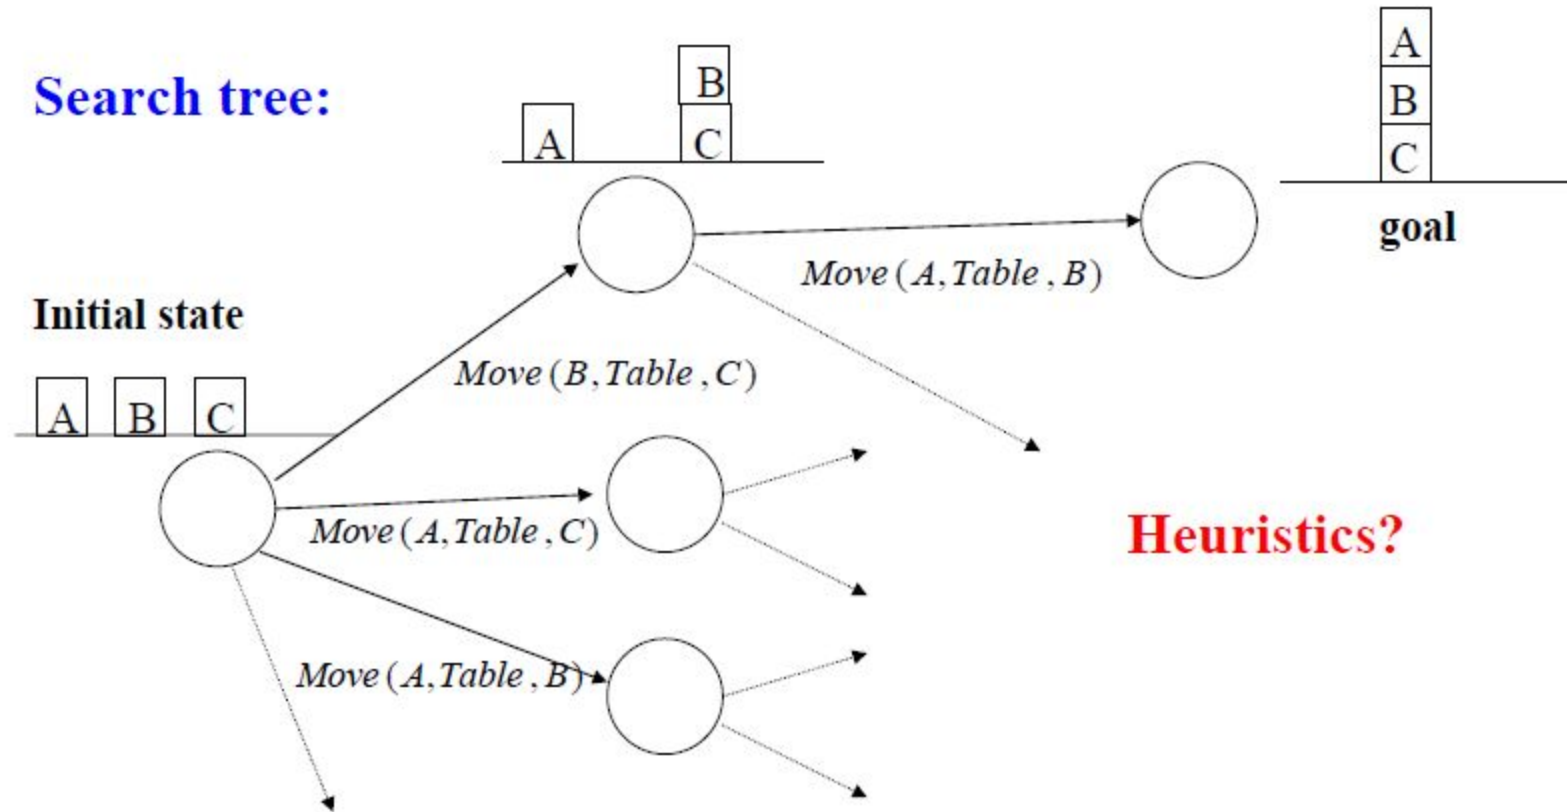 Search tree:
A
B
C
A
B
C
goal
Move (A, Table, B)
Initial state
A B C
Move (B, Table, C)
Move (A, Table, C)
Heuristics?
Move (A, Table, B)